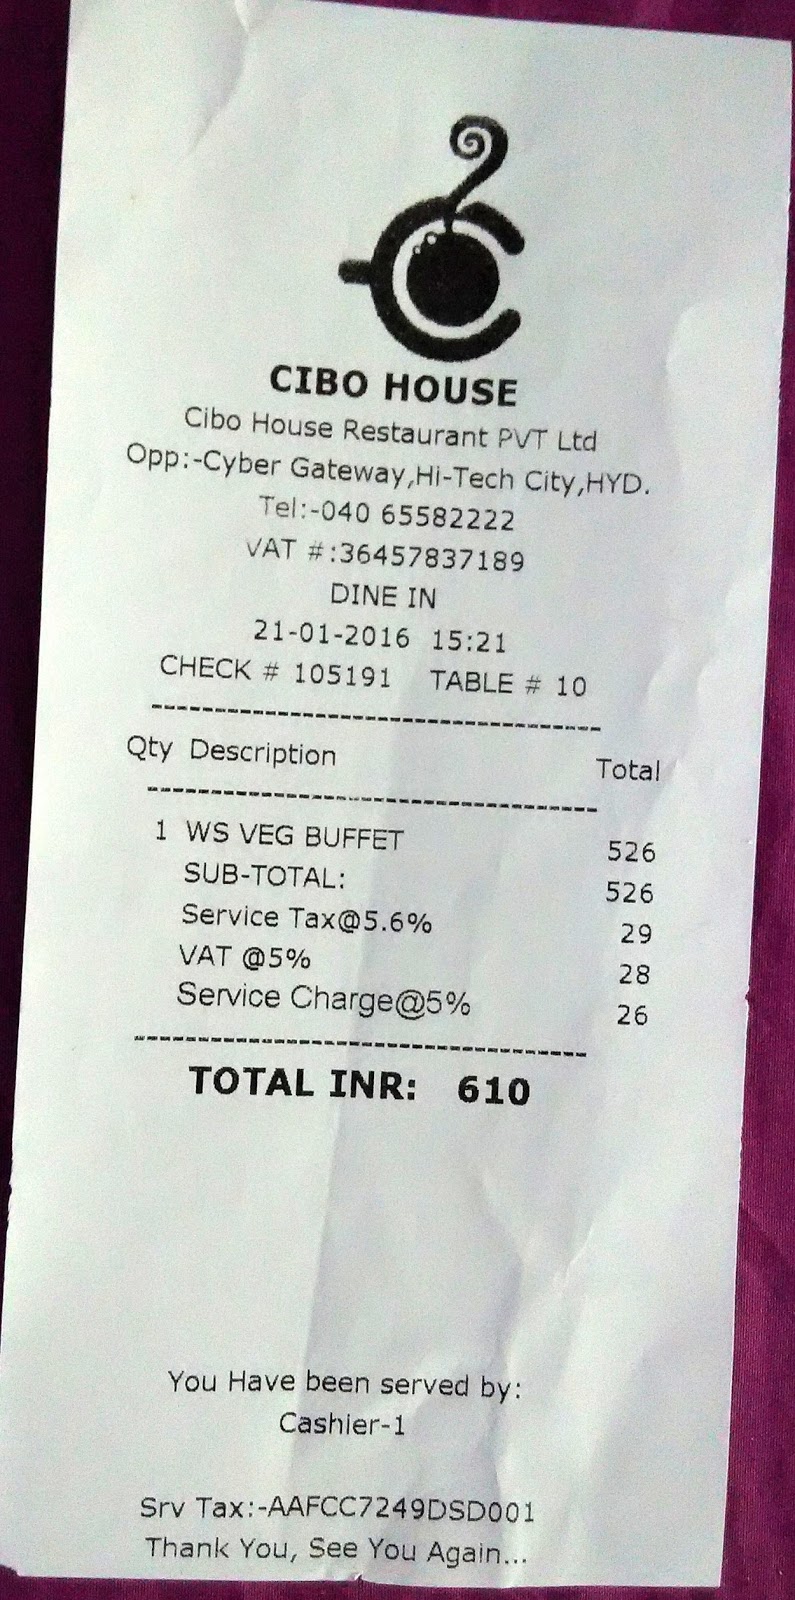 CIBO HOUSE
Cibo House Restaurant PVT Ltd
Opp:-Cyber Gateway,Hi-Tech City,HYD.
Tel:-040 65582222
VAT #:36457837189
DINE IN
21-01-2016 15:21
CHECK # 105191 TABLE # 10
------------------------------------
Qty Description Total
------------------------------------
1 WS VEG BUFFET 526
SUB-TOTAL: 526
Service Tax@5.6% 29
VAT @5% 28
Service Charge@5% 26
------------------------------------
TOTAL INR: 610
You Have been served by:
Cashier-1
Srv Tax:-AAFCC7249DSD001
Thank You, See You Again...